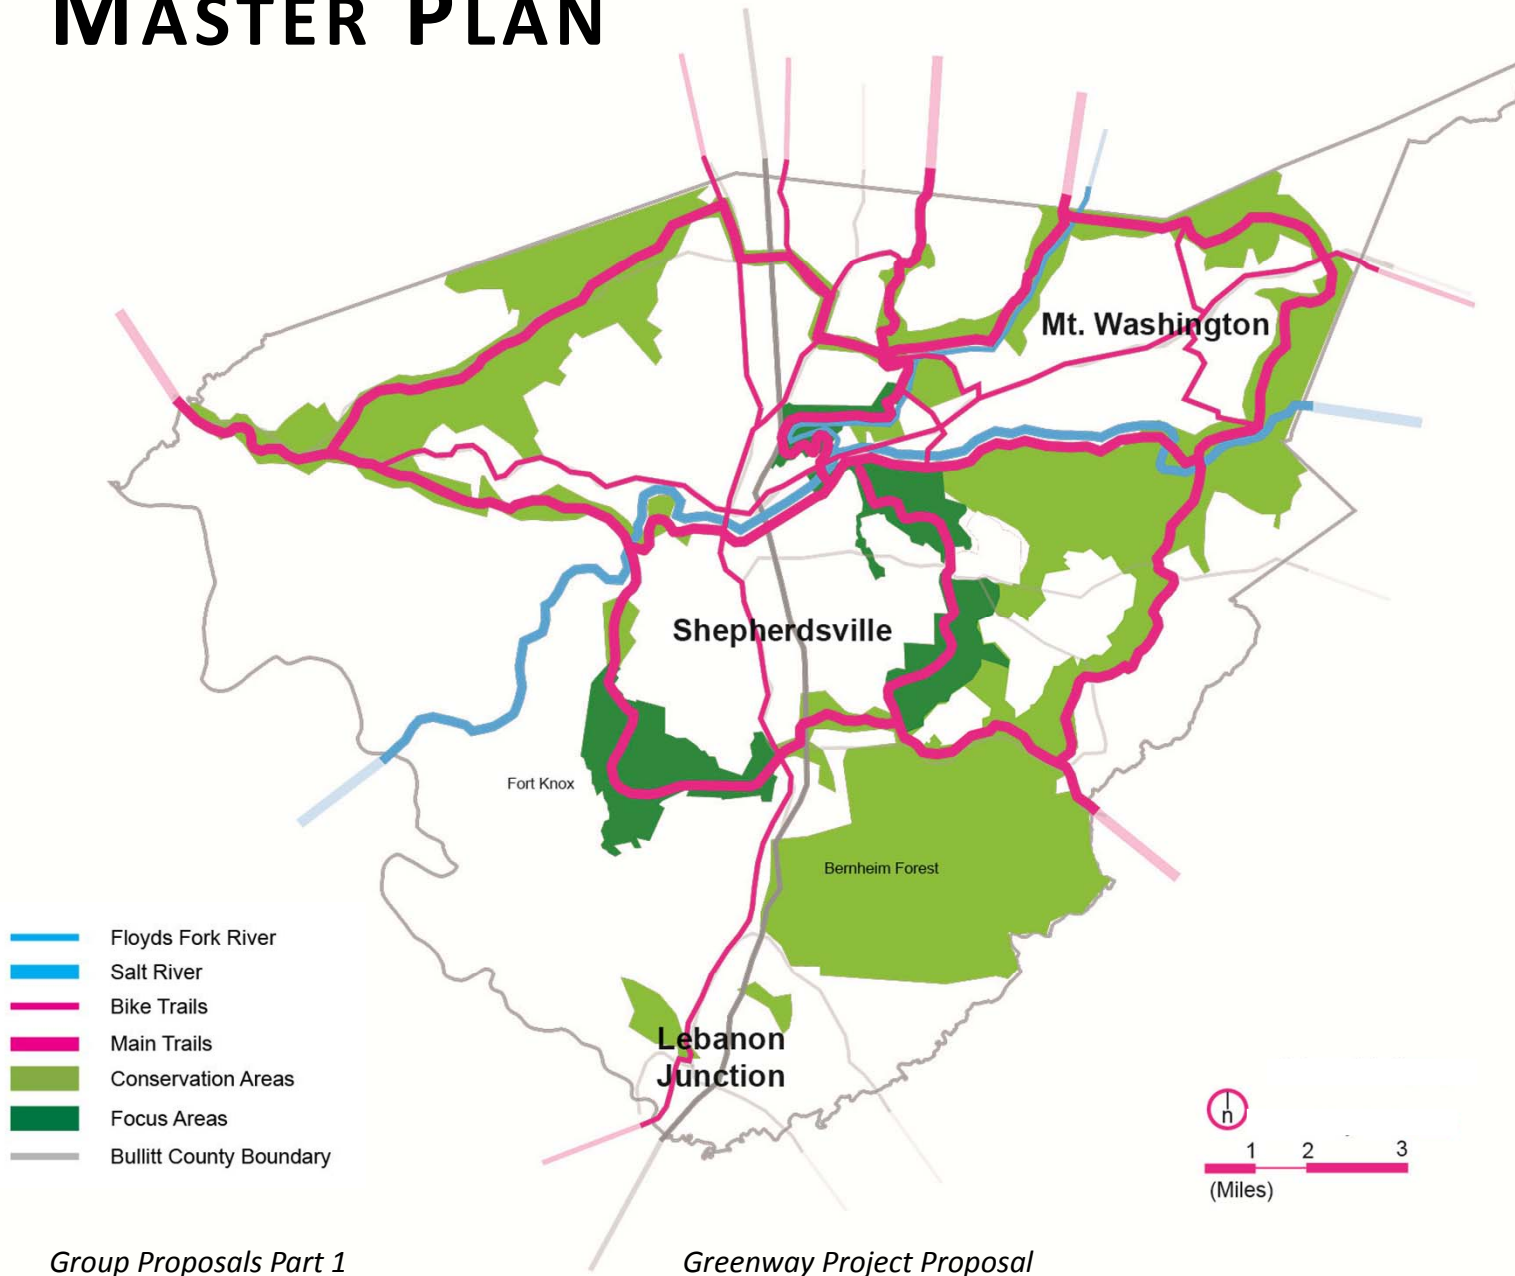 MASTER PLAN
Mt. Washington
Shepherdsville
Fort Knox
Bernheim Forest
Lebanon
Junction
Floyds Fork River
Salt River
Bike Trails
Main Trails
Conservation Areas
Focus Areas
Bullitt County Boundary
n
1 2 3
(Miles)
Group Proposals Part 1 Greenway Project Proposal